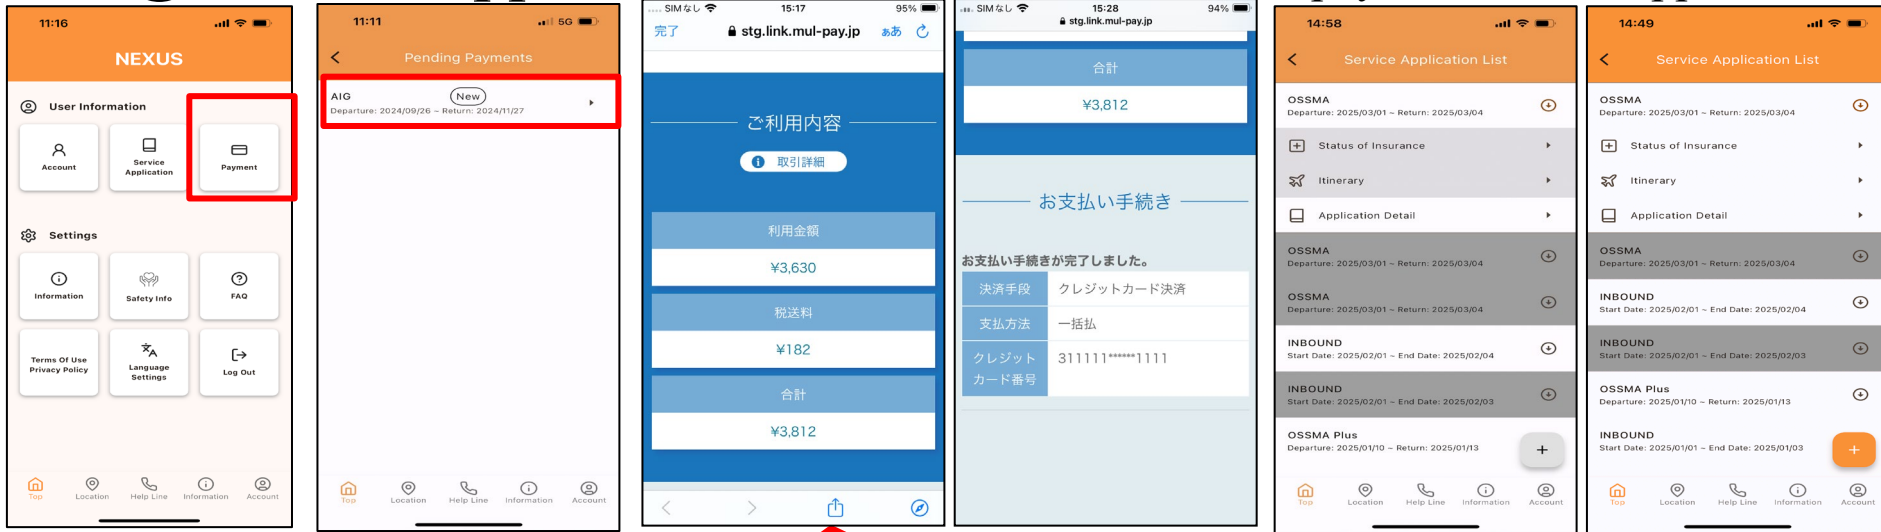 11:16
NEXUS
User Information
Account
Service
Application
Payment
Settings
Information
Safety Info
FAQ
Terms Of Use
Privacy Policy
Language
Settings
Log Out
Top
Location
Help Line
Information
Account
11:11
5G
Pending Payments
AIG
New
Departure: 2024/09/26 ~ Return: 2024/11/27
Top
Location
Help Line
Information
Account
SIMなし
15:17
95%
完了
stg.link.mul-pay.jp
ああ
ご利用内容
取引詳細
利用金額
¥3,630
税送料
¥182
合計
¥3,812
SIMなし
15:28
94%
stg.link.mul-pay.jp
合計
¥3,812
お支払い手続き
お支払い手続きが完了しました。
決済手段
クレジットカード決済
支払方法
一括払
クレジット
カード番号
311111******1111
14:58
Service Application List
OSSMA
Departure: 2025/03/01 ~ Return: 2025/03/04
Status of Insurance
Itinerary
Application Detail
OSSMA
Departure: 2025/03/01 ~ Return: 2025/03/04
OSSMA
Departure: 2025/03/01 ~ Return: 2025/03/04
INBOUND
Start Date: 2025/02/01 ~ End Date: 2025/02/04
INBOUND
Start Date: 2025/02/01 ~ End Date: 2025/02/03
OSSMA Plus
Departure: 2025/01/10 ~ Return: 2025/01/13
Top
Location
Help Line
Information
Account
14:49
Service Application List
OSSMA
Departure: 2025/03/01 ~ Return: 2025/03/04
Status of Insurance
Itinerary
Application Detail
OSSMA
Departure: 2025/03/01 ~ Return: 2025/03/04
INBOUND
Start Date: 2025/02/01 ~ End Date: 2025/02/04
INBOUND
Start Date: 2025/02/01 ~ End Date: 2025/02/03
OSSMA Plus
Departure: 2025/01/10 ~ Return: 2025/01/13
INBOUND
Start Date: 2025/01/01 ~ End Date: 2025/01/03
Top
Location
Help Line
Information
Account